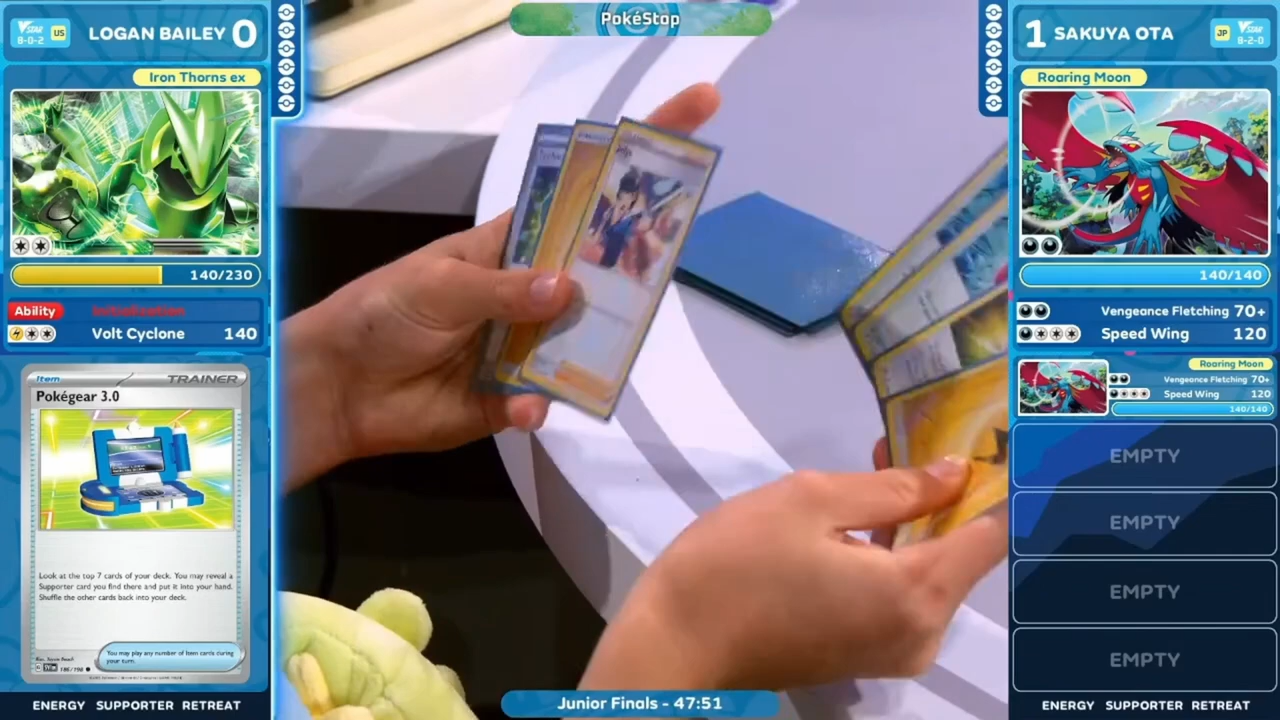 VSTAR
8-0-2
US
LOGAN BAILEY 0
Iron Thorns ex
140/230
Ability
Initialization
Volt Cyclone 140
Item
TRAINER
Pokégear 3.0
Look at the top 7 cards of your deck. You may reveal a
Supporter card you find there and put it into your hand.
Shuffle the other cards back into your deck.
You may play any number of Item cards during
your turn.
186/198
ENERGY SUPPORTER RETREAT
PokéStop
Junior Finals - 47:51
1 SAKUYA OTA
JP
VSTAR
8-2-0
Roaring Moon
140/140
Vengeance Fletching 70+
Speed Wing 120
Roaring Moon
Vengeance Fletching 70+
Speed Wing 120
140/140
EMPTY
EMPTY
EMPTY
EMPTY
ENERGY SUPPORTER RETREAT